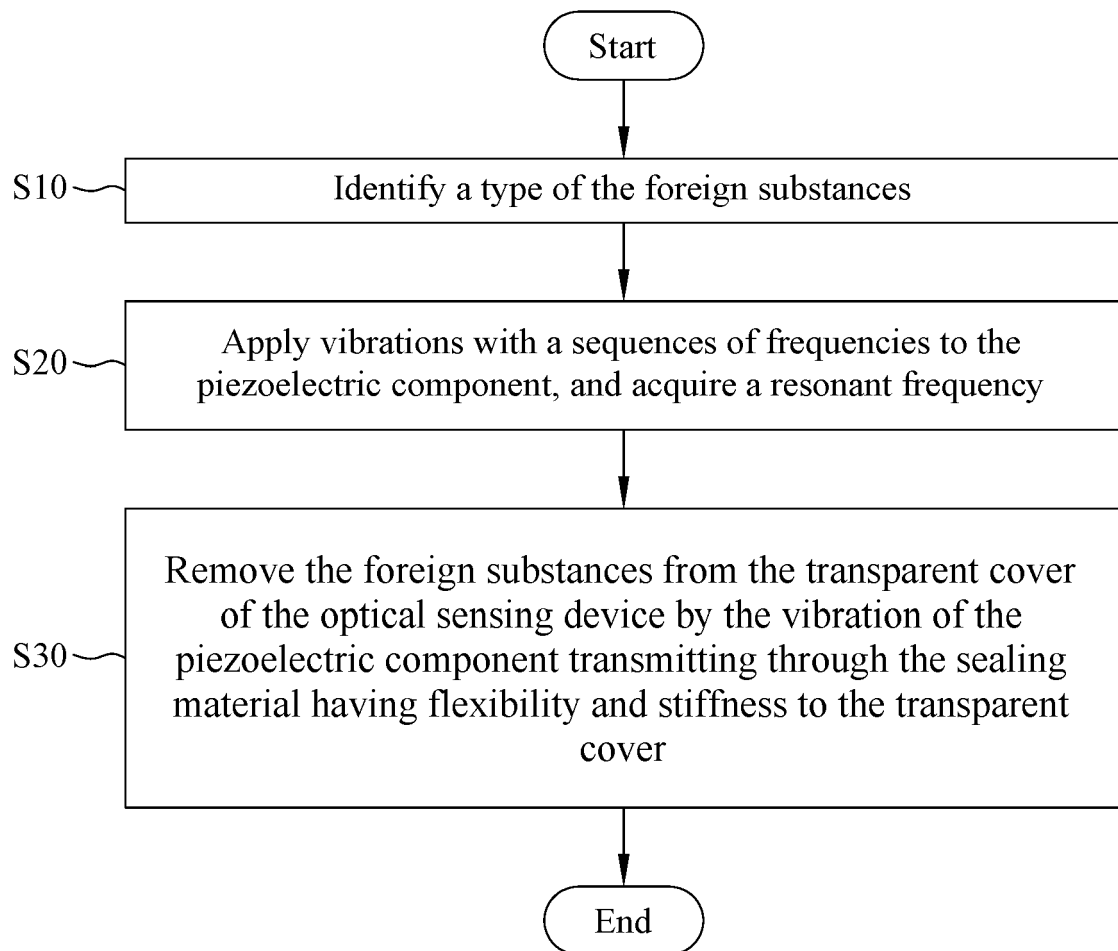 Start
S10
Identify a type of the foreign substances
S20
Apply vibrations with a sequences of frequencies to the
piezoelectric component, and acquire a resonant frequency
S30
Remove the foreign substances from the transparent cover
of the optical sensing device by the vibration of the
piezoelectric component transmitting through the sealing
material having flexibility and stiffness to the transparent
cover
End